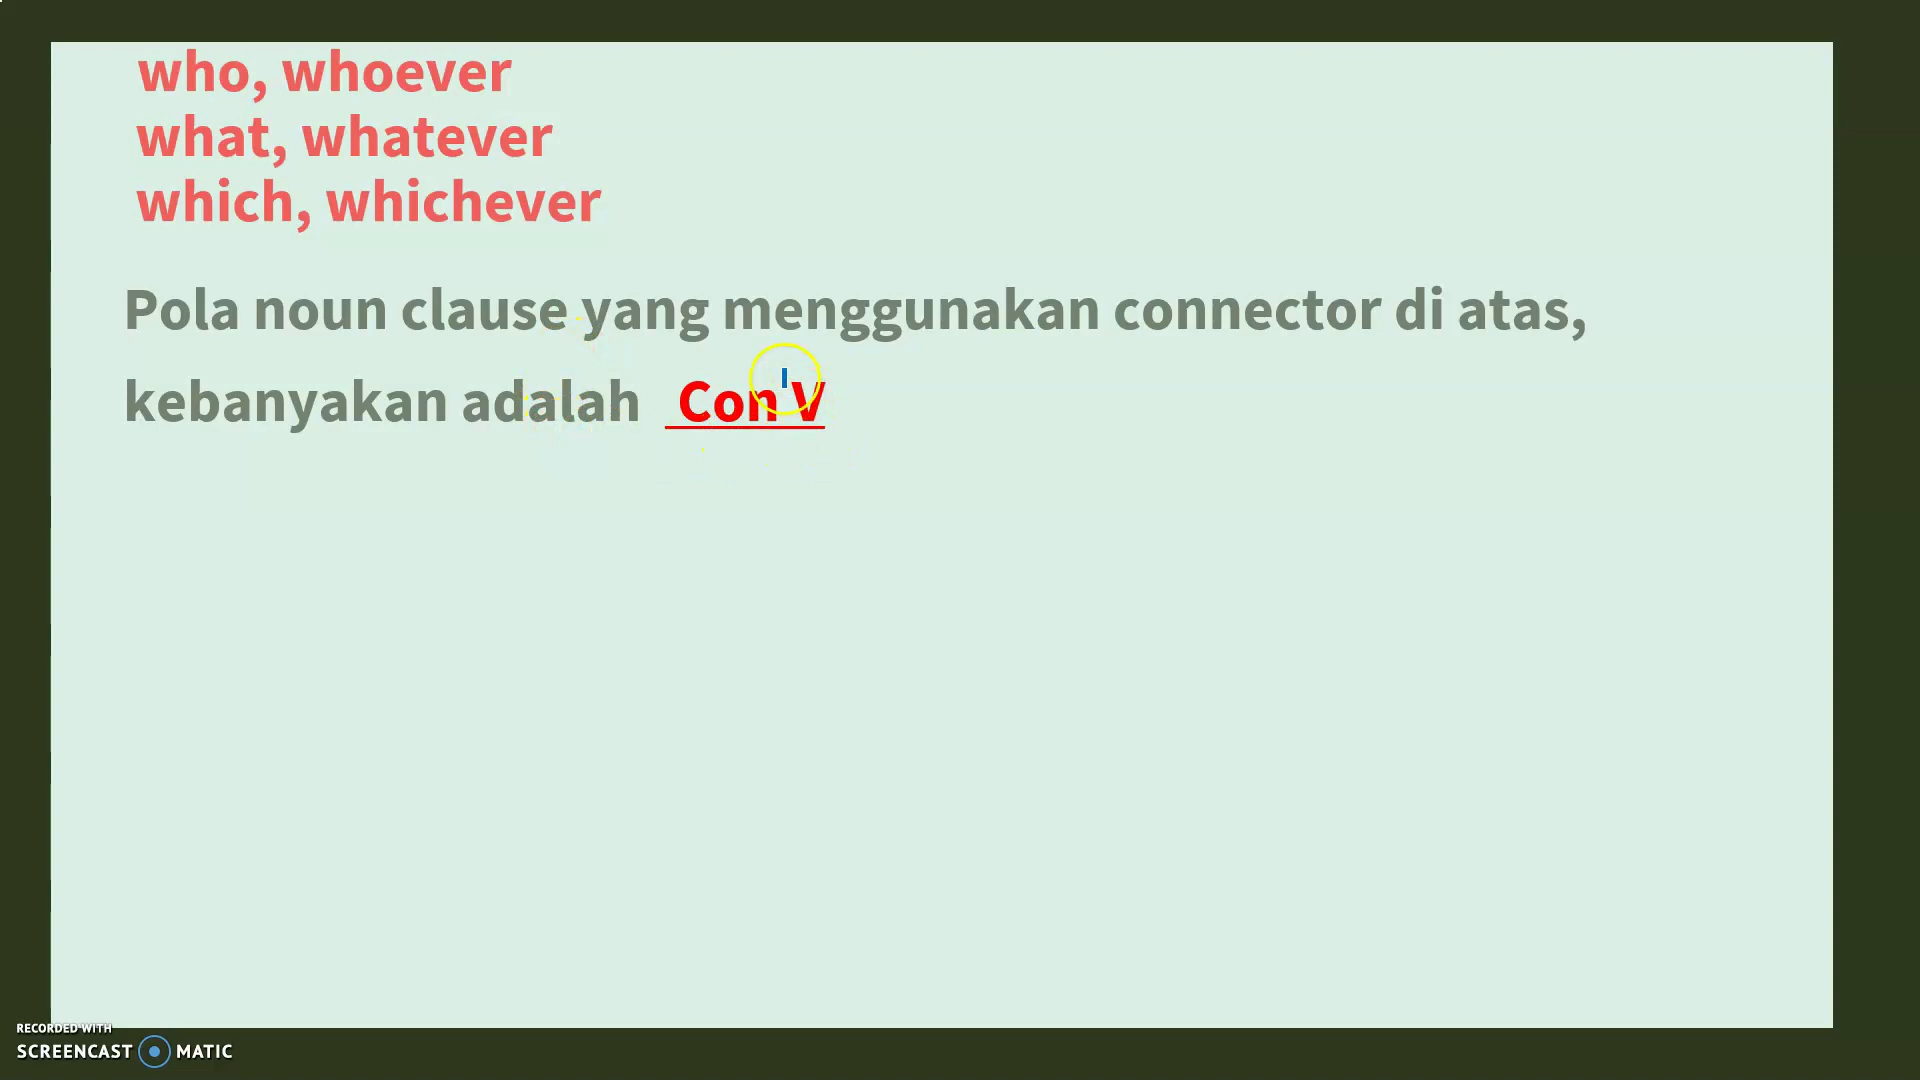 who, whoever
what, whatever
which, whichever
Pola noun clause yang menggunakan connector di atas,
kebanyakan adalah Con V
RECORDED WITH
SCREENCAST MATIC